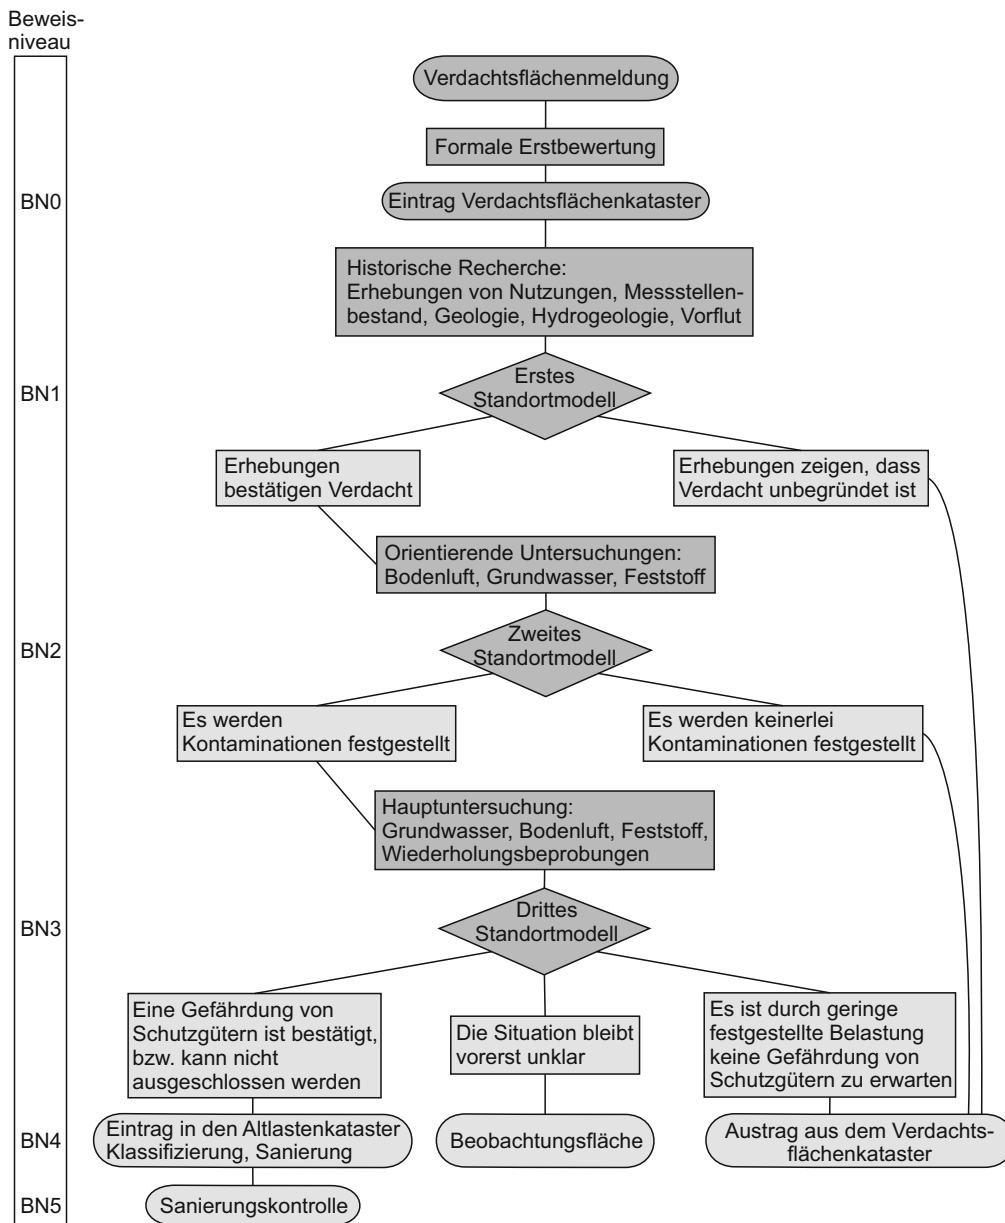 Beweis-
niveau
Verdachtsflächenmeldung
Formale Erstbewertung
BN0
Eintrag Verdachtsflächenkataster
Historische Recherche:
Erhebungen von Nutzungen, Messstellen-
bestand, Geologie, Hydrogeologie, Vorflut
BN1
Erstes
Standortmodell
Erhebungen
bestätigen Verdacht
Erhebungen zeigen, dass
Verdacht unbegründet ist
Orientierende Untersuchungen:
Bodenluft, Grundwasser, Feststoff
BN2
Zweites
Standortmodell
Es werden
Kontaminationen festgestellt
Es werden keinerlei
Kontaminationen festgestellt
Hauptuntersuchung:
Grundwasser, Bodenluft, Feststoff,
Wiederholungsbeprobungen
BN3
Drittes
Standortmodell
Eine Gefährdung von
Schutzgütern ist bestätigt,
bzw. kann nicht
ausgeschlossen werden
Die Situation bleibt
vorerst unklar
Es ist durch geringe
festgestellte Belastung
keine Gefährdung von
Schutzgütern zu erwarten
BN4
Eintrag in den Altlastenkataster
Klassifizierung, Sanierung
Beobachtungsfläche
Austrag aus dem Verdachts-
flächenkataster
BN5
Sanierungskontrolle